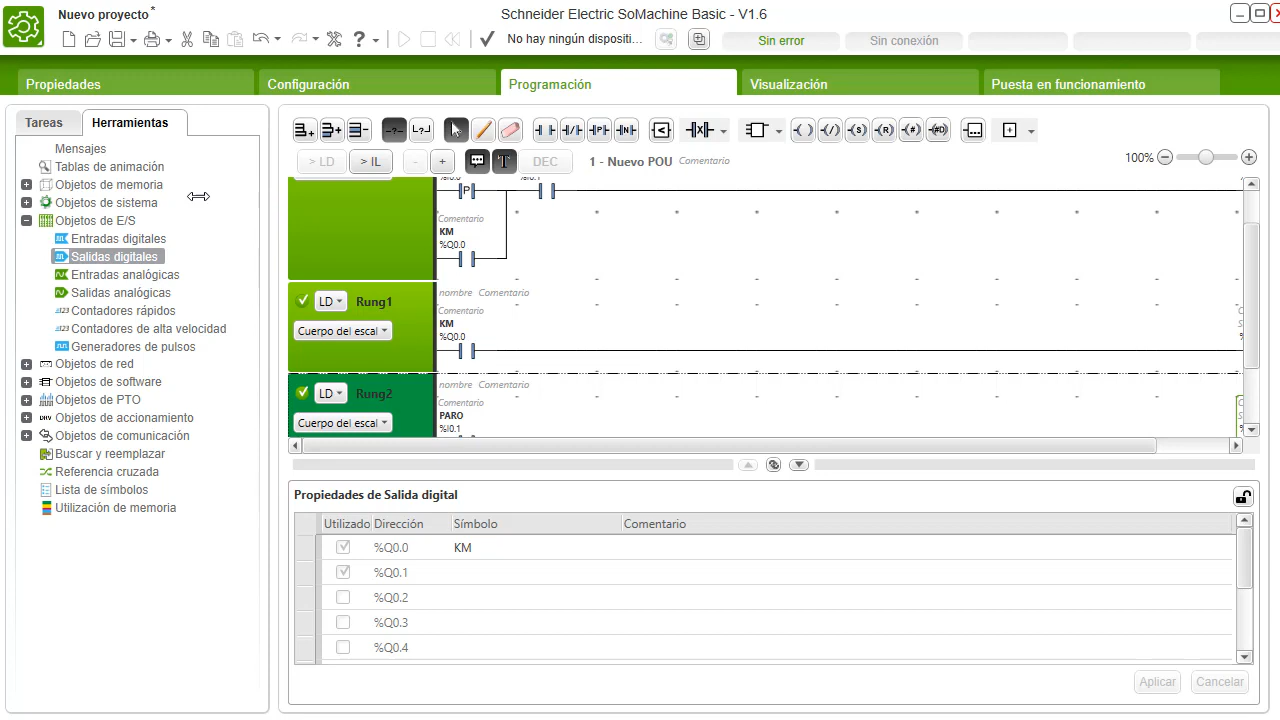 Nuevo proyecto *
Schneider Electric SoMachine Basic - V1.6
No hay ningún dispositi...
Sin error
Sin conexión
Propiedades
Configuración
Programación
Visualización
Puesta en funcionamiento
Tareas
Herramientas
Mensajes
Tablas de animación
Objetos de memoria
Objetos de sistema
Objetos de E/S
Entradas digitales
Salidas digitales
Entradas analógicas
Salidas analógicas
Contadores rápidos
Contadores de alta velocidad
Generadores de pulsos
Objetos de red
Objetos de software
Objetos de PTO
Objetos de accionamiento
Objetos de comunicación
Buscar y reemplazar
Referencia cruzada
Lista de símbolos
Utilización de memoria
> LD
> IL
-
+
DEC
1 - Nuevo POU Comentario
100%
P
Comentario
KM
%Q0.0
LD
Rung1
Cuerpo del escal
nombre Comentario
Comentario
KM
%Q0.0
LD
Rung2
Cuerpo del escal
nombre Comentario
Comentario
PARO
%I0.1
Propiedades de Salida digital
Utilizado Dirección Símbolo Comentario
%Q0.0 KM
%Q0.1
%Q0.2
%Q0.3
%Q0.4
Aplicar
Cancelar